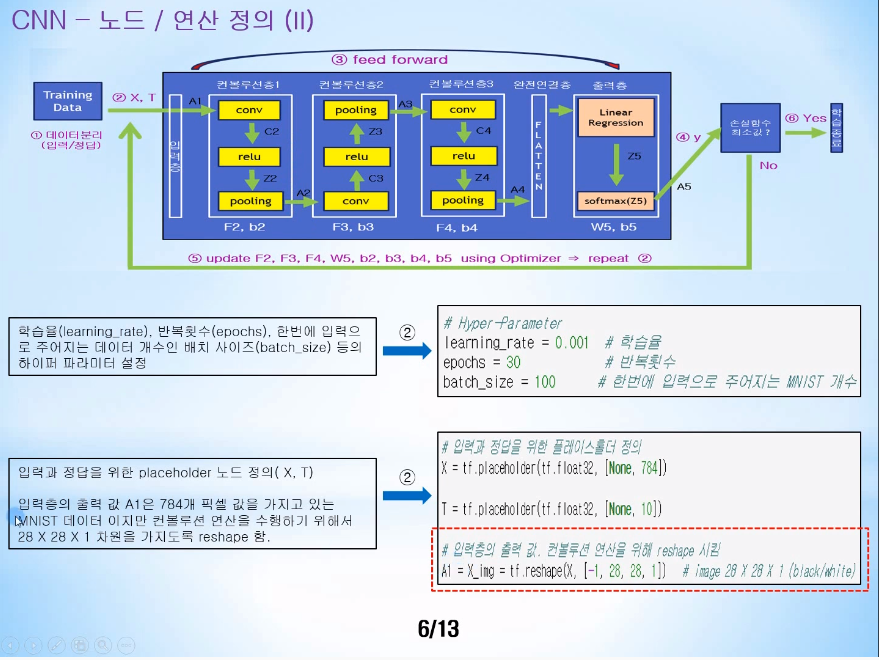 CNN – 노드 / 연산 정의 (II)
③ feed forward
컨볼루션층1
컨볼루션층2
컨볼루션층3
완전연결층
출력층
Training
Data
② X, T
① 데이터분리
(입력/정답)
A1
입력층
conv
C2
relu
Z2
pooling
A2
F2, b2
pooling
Z3
relu
C3
conv
A3
F3, b3
conv
C4
relu
Z4
pooling
A4
F4, b4
FLATTEN
Linear
Regression
Z5
softmax(Z5)
A5
W5, b5
④ y
손실함수
최소값?
⑥ Yes
학습종료
No
⑤ update F2, F3, F4, W5, b2, b3, b4, b5 using Optimizer ⇒ repeat ②
학습율(learning_rate), 반복횟수(epochs), 한번에 입력으
로 주어지는 데이터 개수인 배치 사이즈(batch_size) 등의
하이퍼 파라미터 설정
②
# Hyper-Parameter
learning_rate = 0.001 # 학습율
epochs = 30 # 반복횟수
batch_size = 100 # 한번에 입력으로 주어지는 MNIST 개수
입력과 정답을 위한 placeholder 노드 정의( X, T)
입력층의 출력 값 A1은 784개 픽셀 값을 가지고 있는
MNIST 데이터 이지만 컨볼루션 연산을 수행하기 위해서
28 X 28 X 1 차원을 가지도록 reshape 함.
②
# 입력과 정답을 위한 플레이스홀더 정의
X = tf.placeholder(tf.float32, [None, 784])
T = tf.placeholder(tf.float32, [None, 10])
# 입력층의 출력 값. 컨볼루션 연산을 위해 reshape 시킴
A1 = X_img = tf.reshape(X, [-1, 28, 28, 1]) # image 28 X 28 X 1 (black/white)
6/13